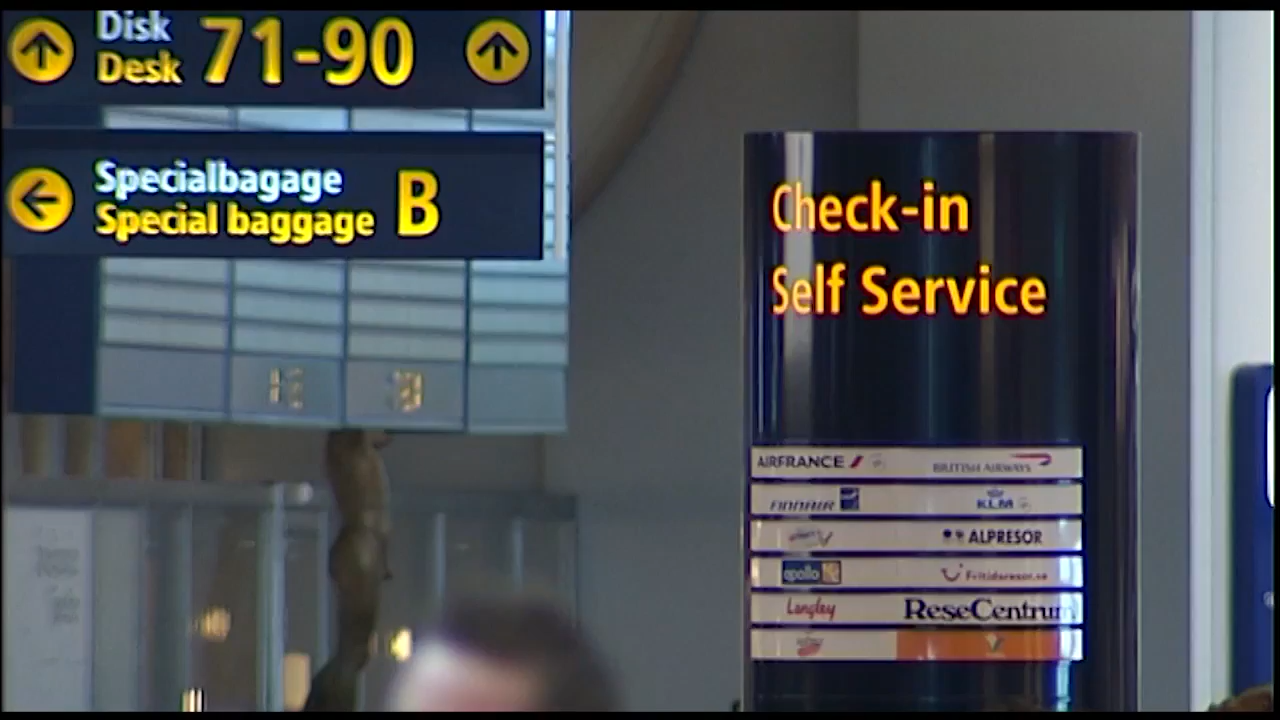 Disk
Desk 71-90
Specialbagage
Special baggage B
Check-in
Self Service
AIRFRANCE BRITISH AIRWAYS
FINNAIR KLM
ALPRESOR
apollo Fritidsresor.se
Langley ReseCentrum